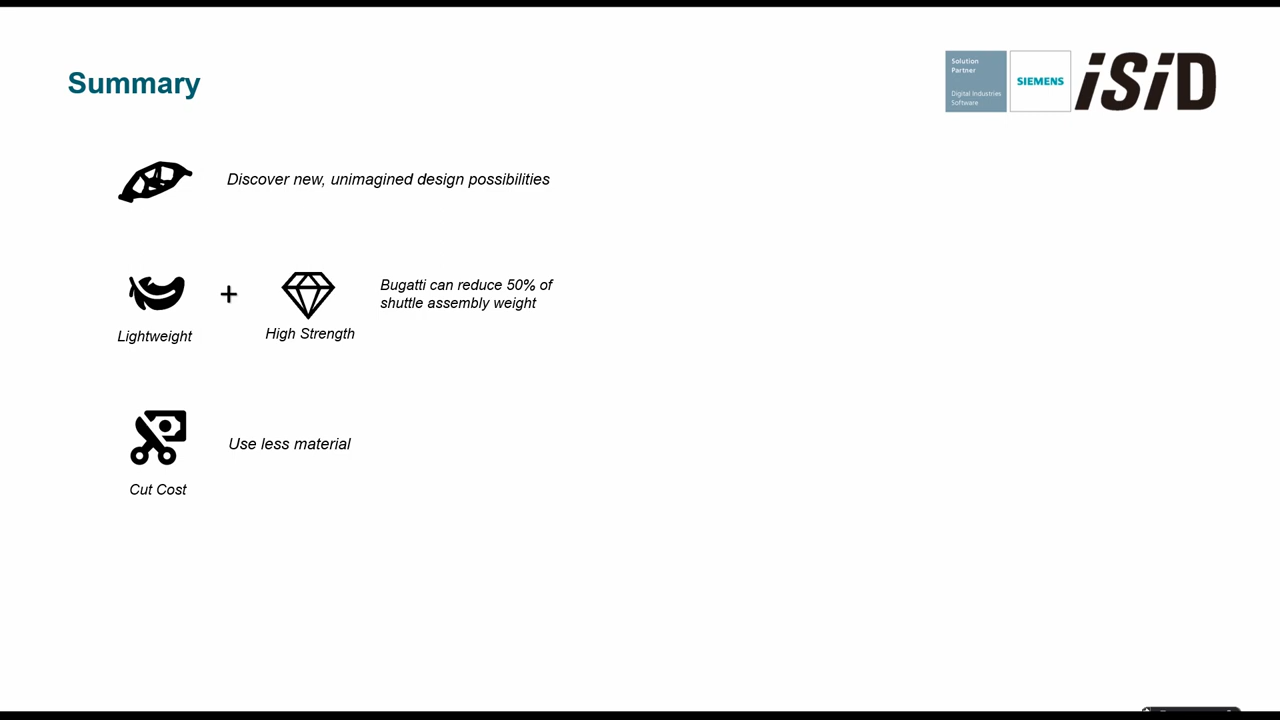 Summary
Solution
Partner
Digital Industries
Software
SIEMENS
iSiD
Discover new, unimagined design possibilities
+
Bugatti can reduce 50% of
shuttle assembly weight
Lightweight
High Strength
Use less material
Cut Cost